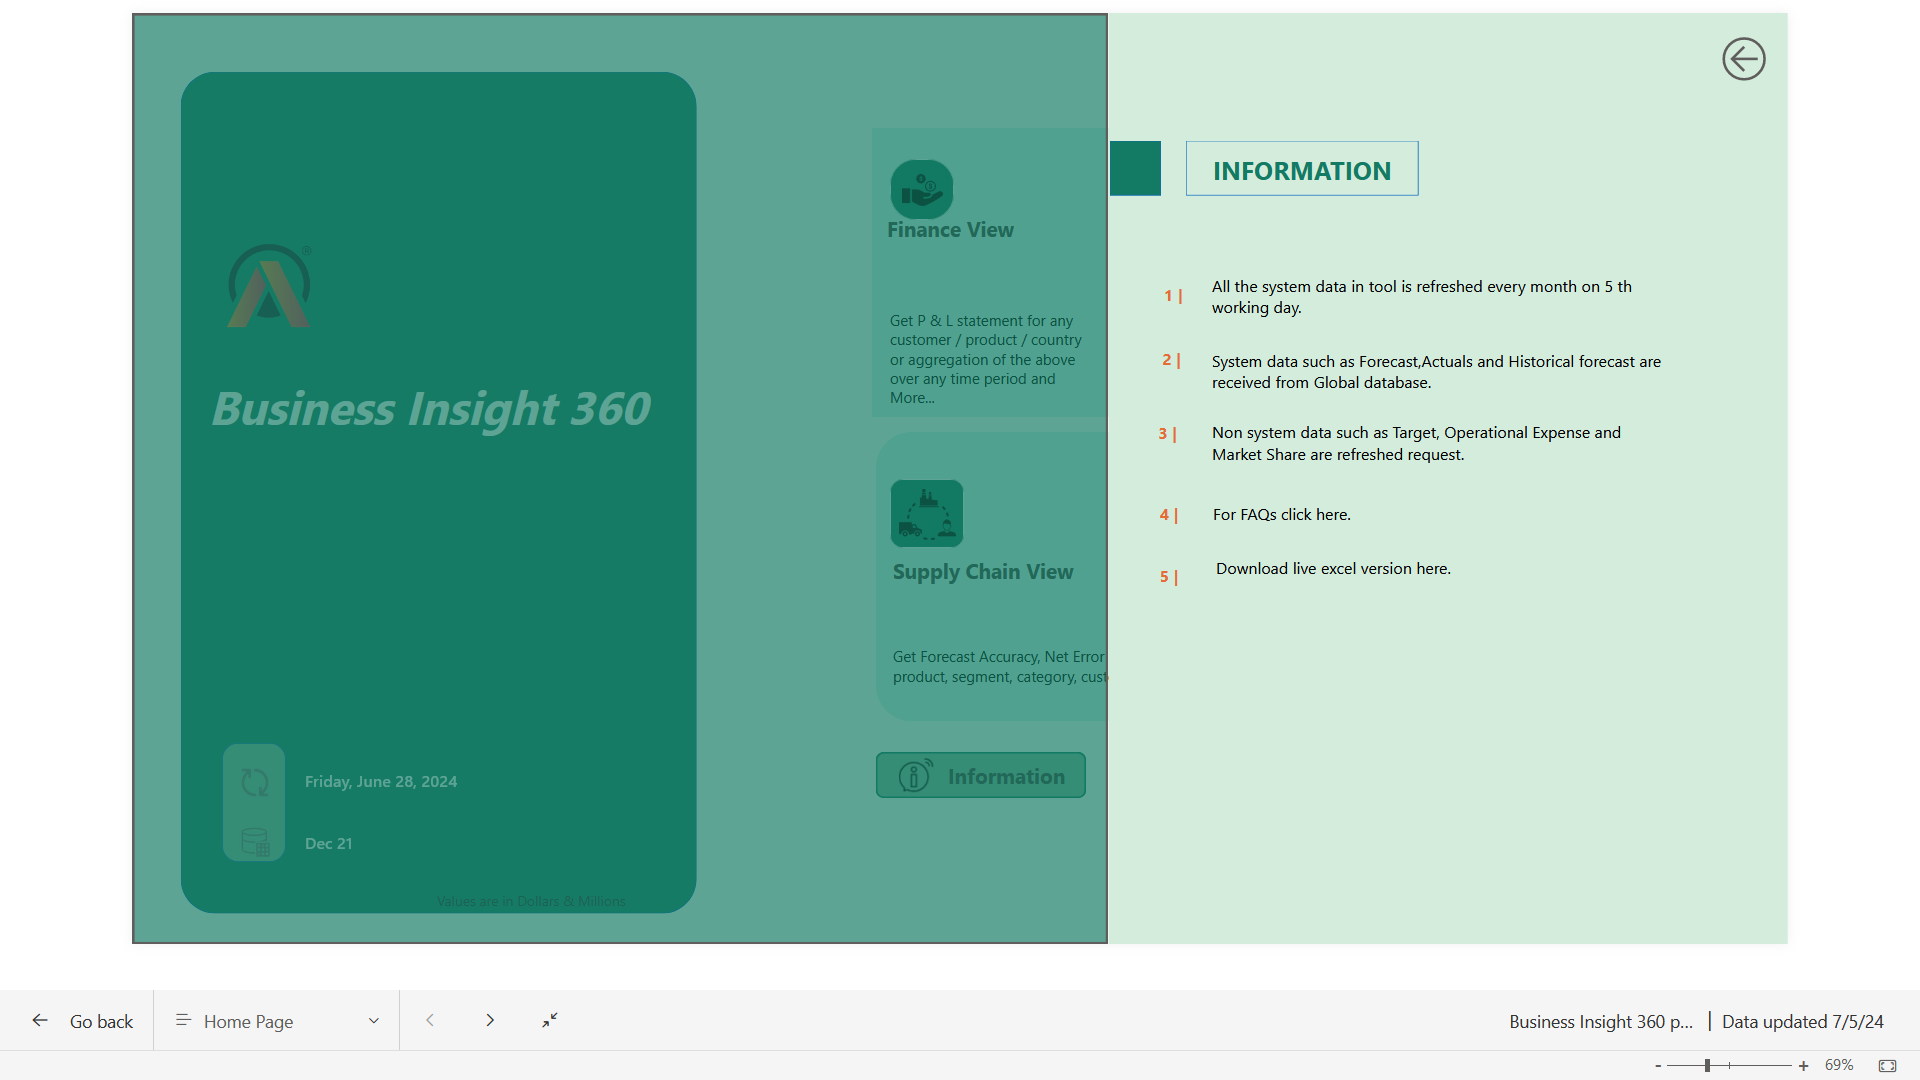 ®
Business Insight 360
Friday, June 28, 2024
Dec 21
Values are in Dollars & Millions
Finance View
Get P & L statement for any
customer / product / country
or aggregation of the above
over any time period and
More...
Supply Chain View
Get Forecast Accuracy, Net Error
product, segment, category, cust
Information
INFORMATION
1 | All the system data in tool is refreshed every month on 5 th
working day.
2 | System data such as Forecast,Actuals and Historical forecast are
received from Global database.
3 | Non system data such as Target, Operational Expense and
Market Share are refreshed request.
4 | For FAQs click here.
5 | Download live excel version here.
Go back
Home Page
Business Insight 360 p... | Data updated 7/5/24
- + 69%